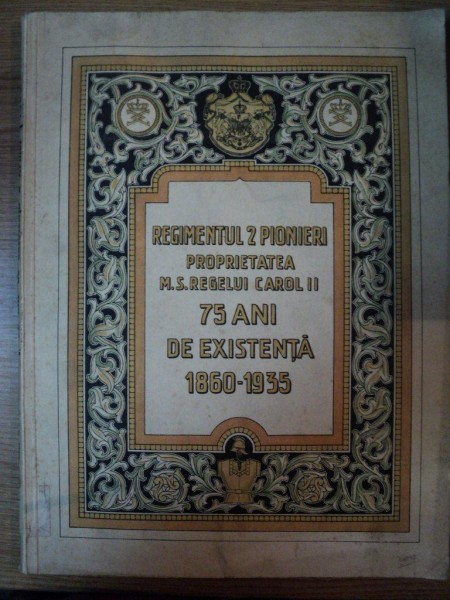 REGIMENTUL 2 PIONIERI
PROPRIETATEA
M.S. REGELUI CAROL II
75 ANI
DE EXISTENȚĂ
1860-1935